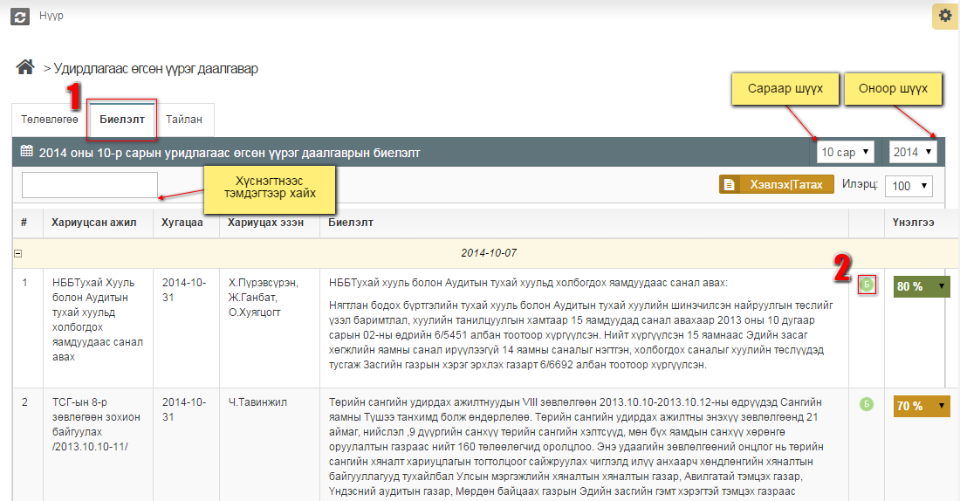 Нүүр
> Удирдлагаас өгсөн үүрэг даалгавар
1
Сараар шүүх
Оноор шүүх
Төлөвлөгөө Биелэлт Тайлан
2014 оны 10-р сарын уридлагаас өгсөн үүрэг даалгаврын биелэлт
10 сар
2014
Хүснэгтнээс
тэмдэгтээр хайх
Хэвлэх|Татах
Илэрц:
100
# Хариуцсан ажил Хугацаа Хариуцах эзэн Биелэлт Үнэлгээ
2014-10-07
2
1
НББТухай Хууль
болон Аудитын
тухай хуульд
холбогдох
яамдуудаас санал
авах
2014-10-
31
Х.Пүрэвсүрэн,
Ж.Ганбат,
О.Хуягцогт
НББТухай хууль болон Аудитын тухай хуульд холбогдох яамдуудаас санал авах:
Нягтлан бодох бүртгэлийн тухай хууль болон Аудитын тухай хуулийн шинэчилсэн найруулгын төслийг
үзэл баримтлал, хуулийн танилцуулгын хамтаар 15 яамдуудад санал авахаар 2013 оны 10 дугаар
сарын 02-ны өдрийн 6/5451 албан тоотоор хүргүүлсэн. Нийт хүргүүлсэн 15 яамнаас Эдийн засаг
хөгжлийн яамны санал ирүүлээгүй 14 яамны саналыг нэгтгэн, холбогдох саналыг хуулийн төслүүдэд
тусгаж Засгийн газрын хэрэг эрхлэх газарт 6/6692 албан тоотоор хүргүүлсэн.
5
80 %
2
ТСГ-ын 8-р
зөвлөгөөн зохион
байгуулах
/2013.10.10-11/
2014-10-
31
Ч.Тавинжил
Төрийн сангийн удирдах ажилтнуудын VIII зөвлөлгөөн 2013.10.10-2013.10.12-ны өдрүүдэд Сангийн
яамны Түшээ танхимд болж өндөрлөлөө. Төрийн сангийн удирдах ажилтны энэхүү зөвлөлгөөнд 21
аймаг, нийслэл ,9 дүүргийн санхүү төрийн сангийн хэлтсүүд, мөн бүх яамдын санхүү хөрөнгө
оруулалтын газраас нийт 160 төлөөлөгчид оролцлоо. Энэ удаагийн зөвлөлгөөний онцлог нь төрийн
сангийн хяналт хариуцлагын тогтолцоог сайжруулах чиглэлд илүү анхаарч хөндлөнгийн хяналтын
байгууллагууд тухайлбал Улсын мэргэжлийн хяналтын хяналтын газар, Авилгатай тэмцэх газар,
Үндэсний аудитын газар, Мөрдөн байцаах газрын Эдийн засгийн гэмт хэрэгтэй тэмцэх газраас
5
70 %